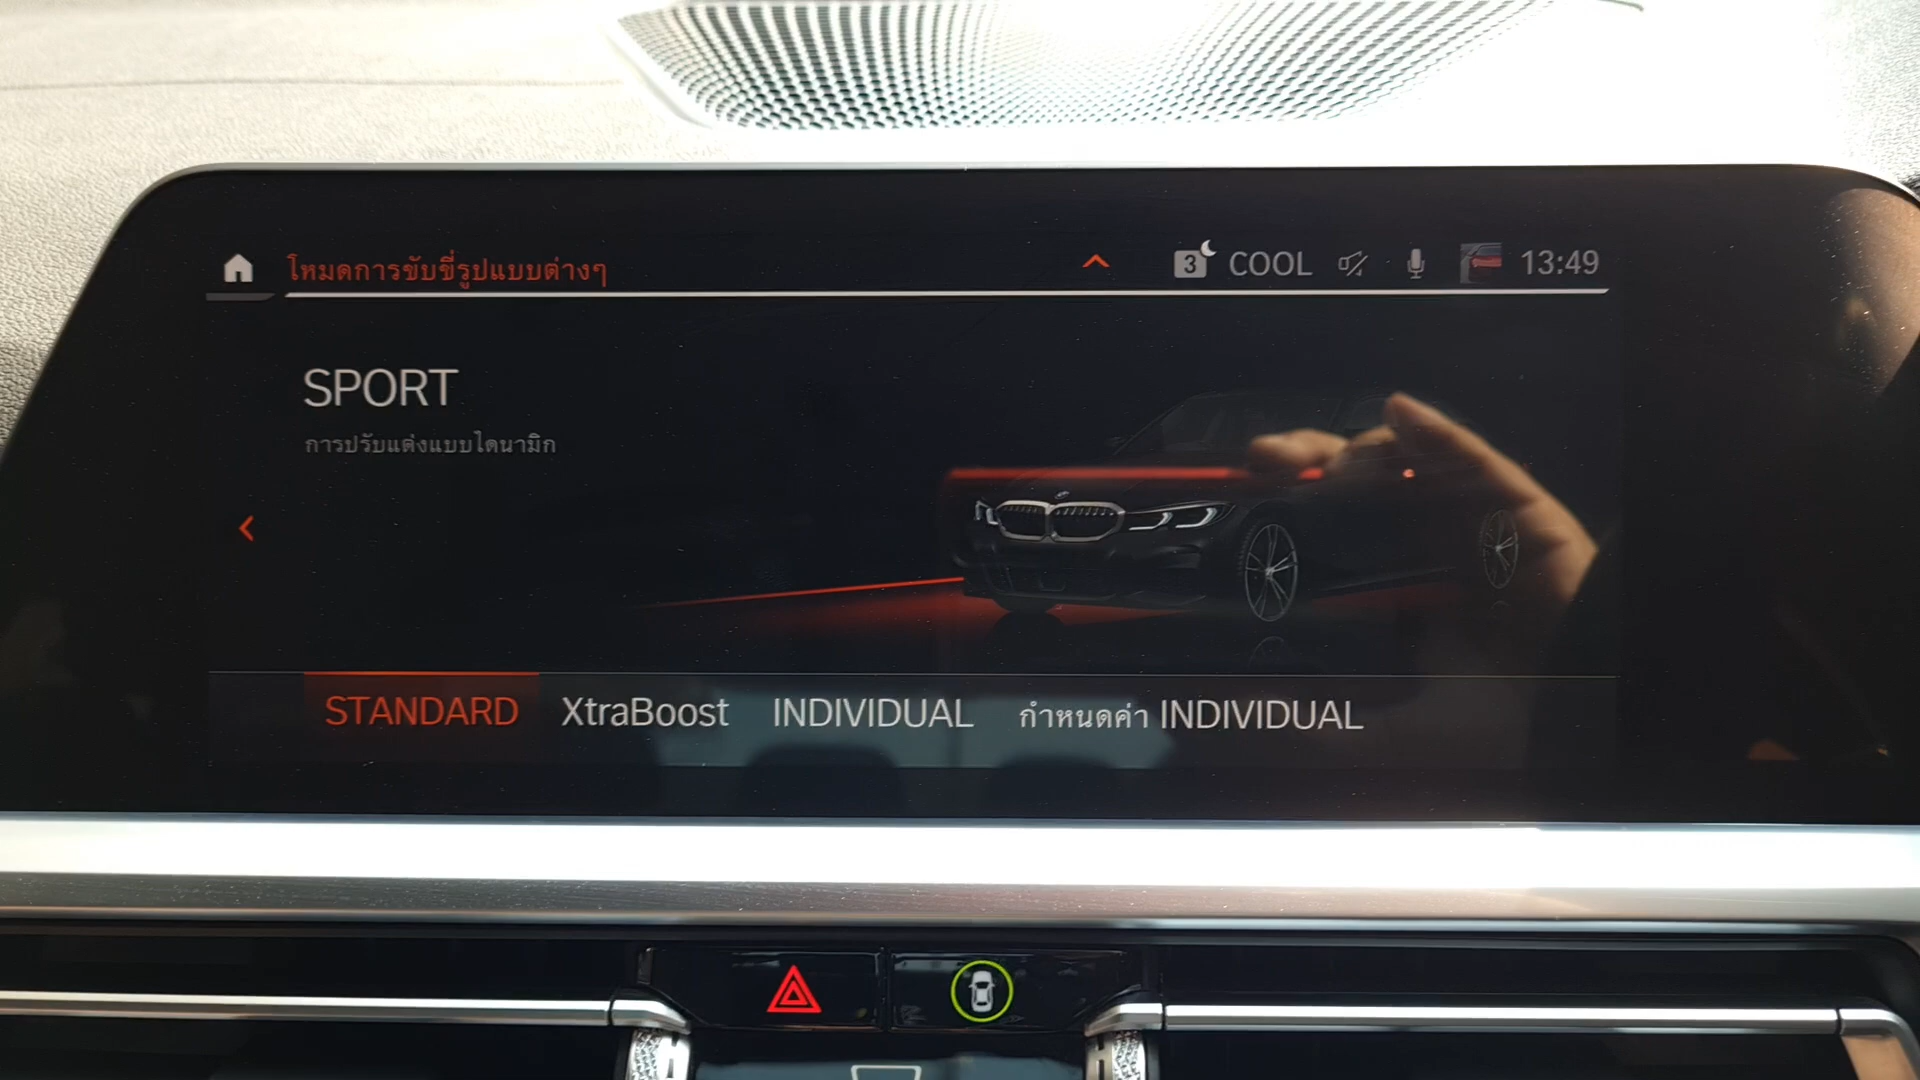 โหมดการขับขี่รูปแบบต่างๆ
3 COOL 13:49
SPORT
การปรับแต่งแบบไดนามิก
STANDARD XtraBoost INDIVIDUAL กำหนดค่า INDIVIDUAL